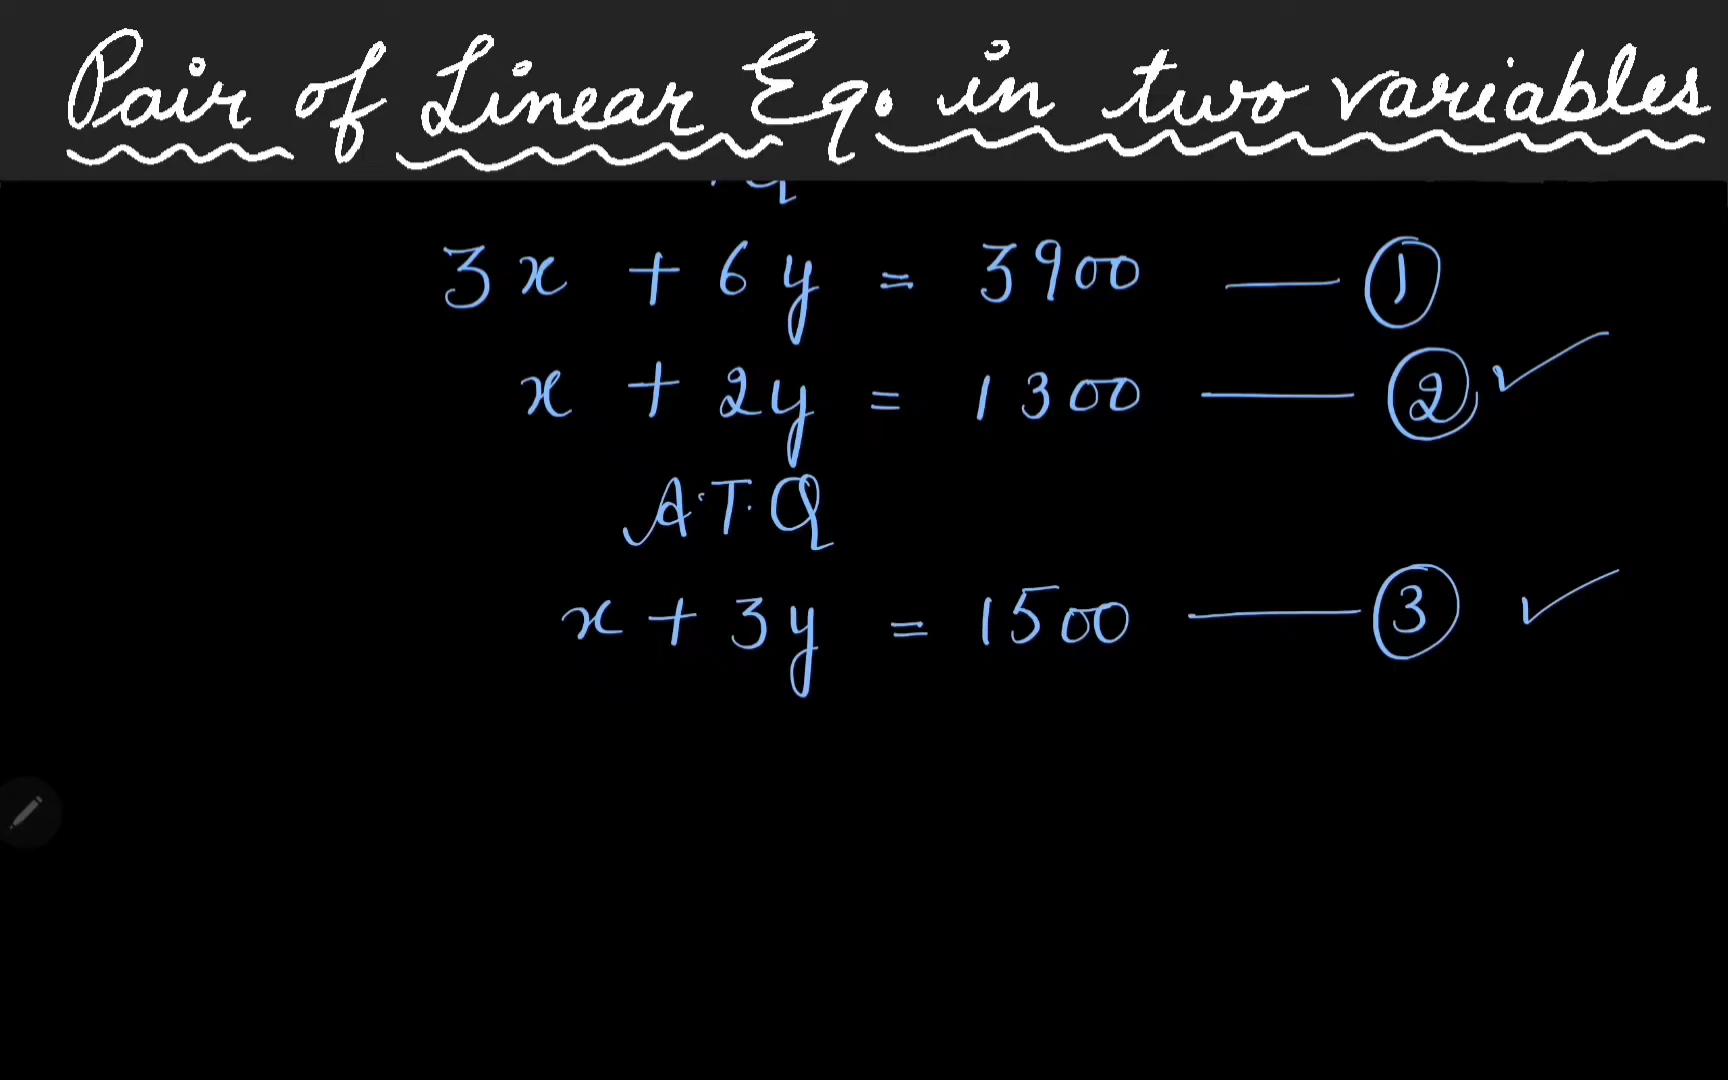 Pair of Linear Eq. in two variables
3x + 6y = 3900 — 1
x + 2y = 1300 — 2 ✓
A.T.Q
x + 3y = 1500 — 3 ✓